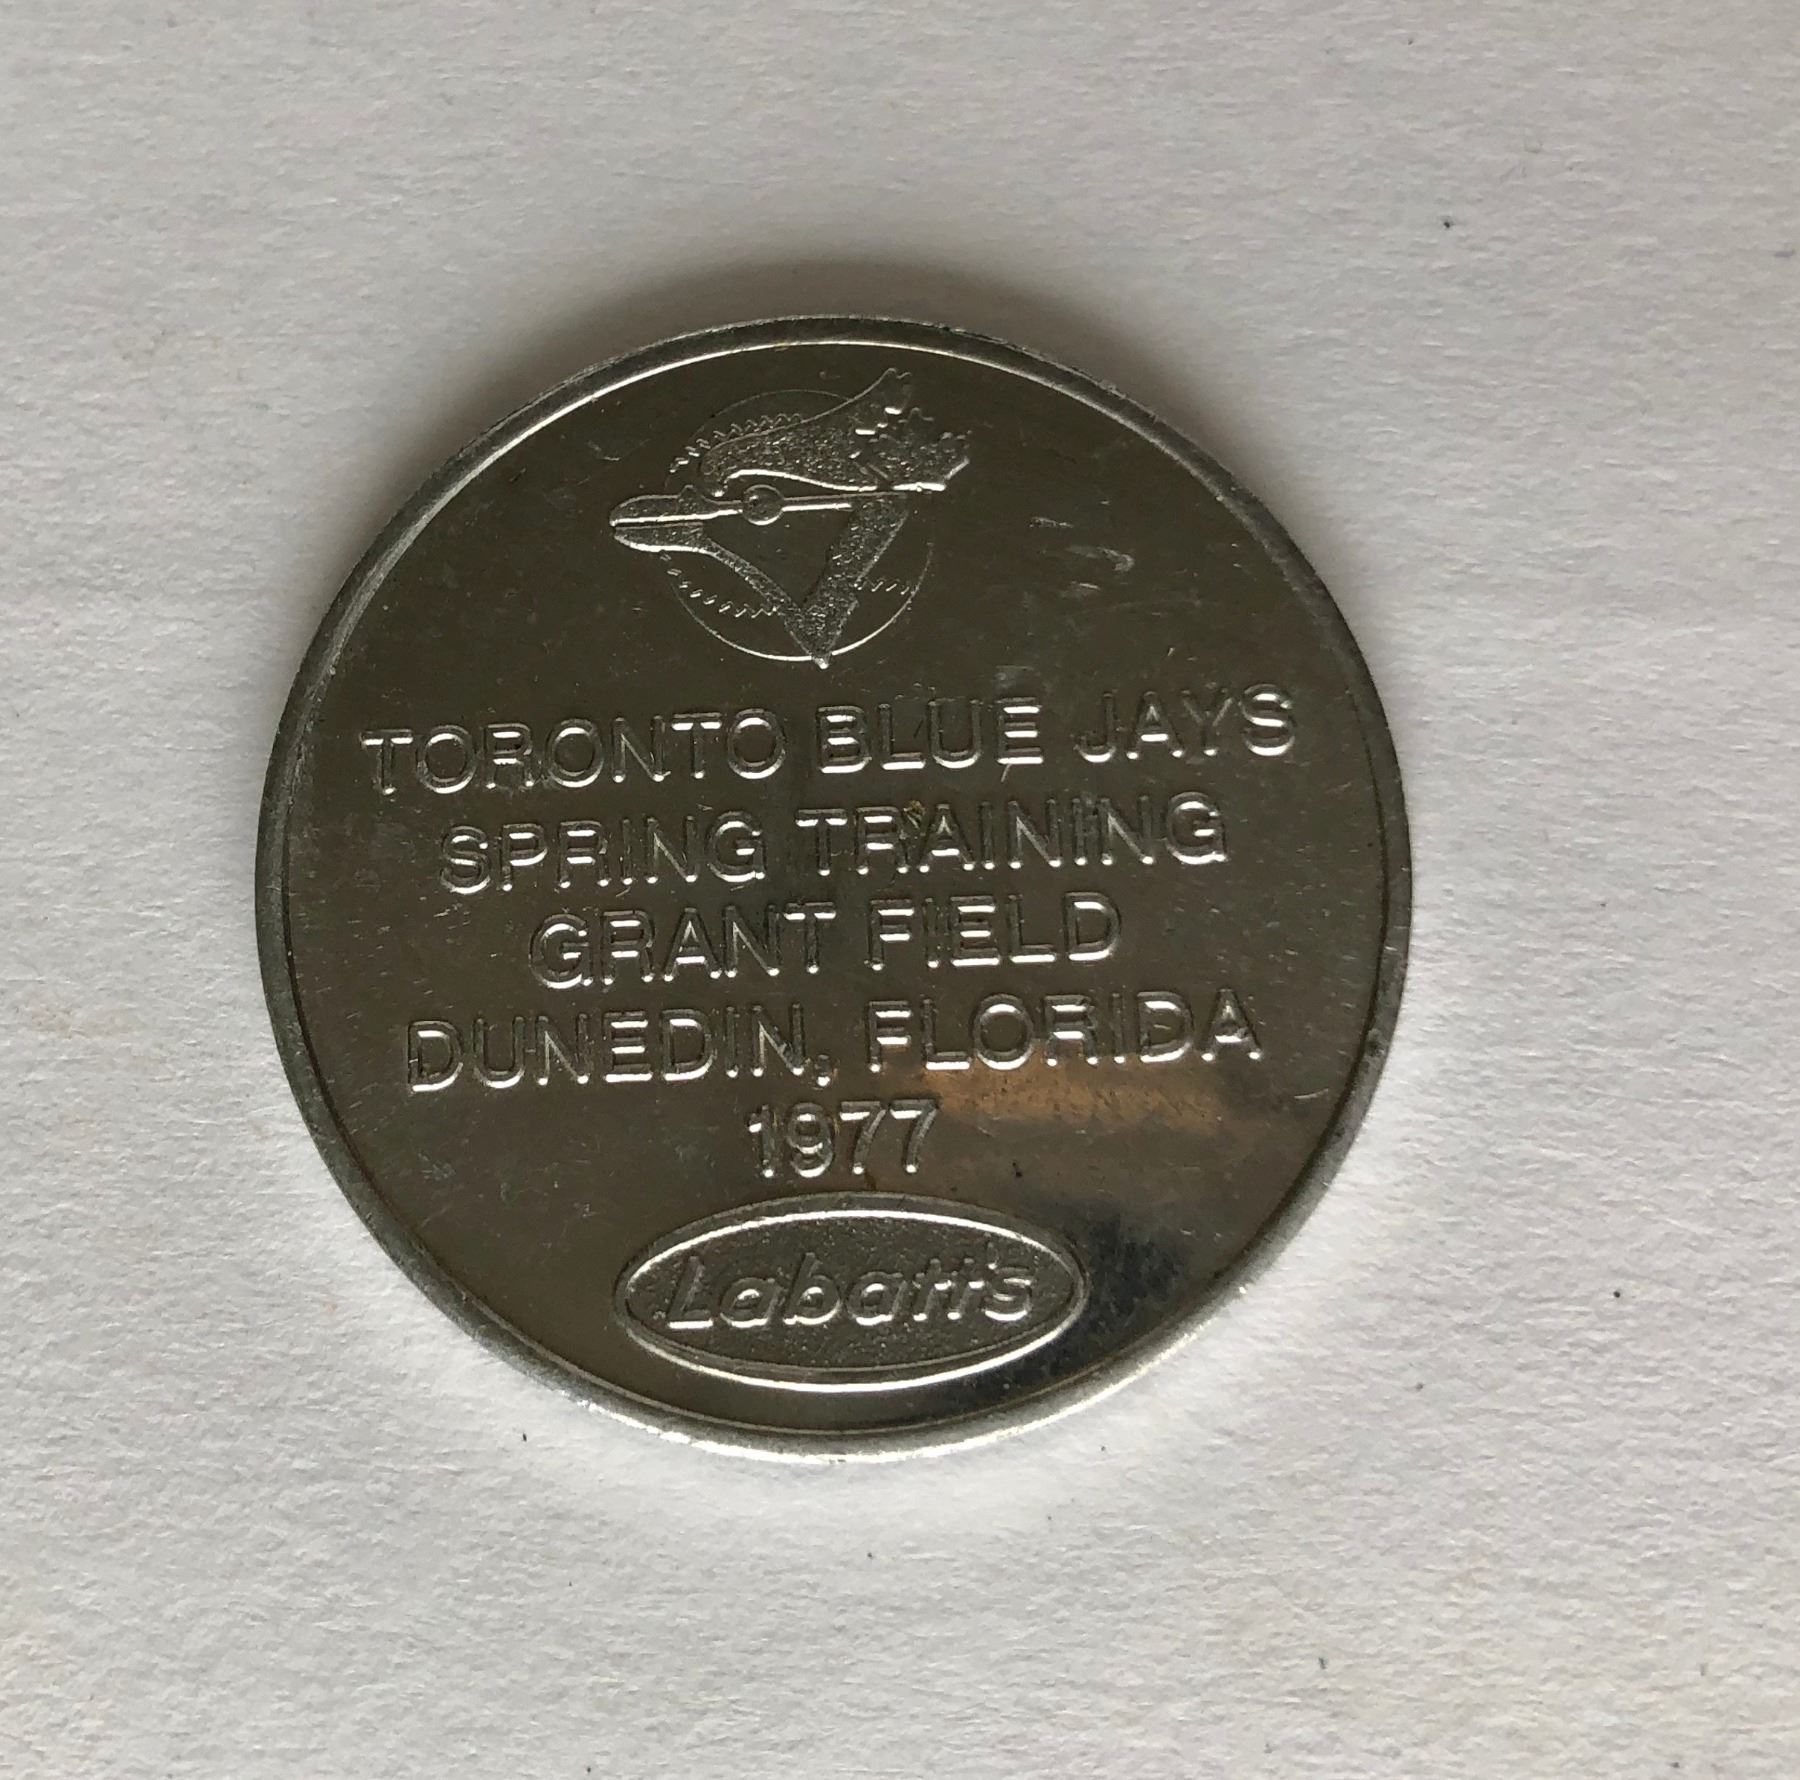 TORONTO BLUE JAYS
SPRING TRAINING
GRANT FIELD
DUNEDIN, FLORIDA
1977
Labatt's